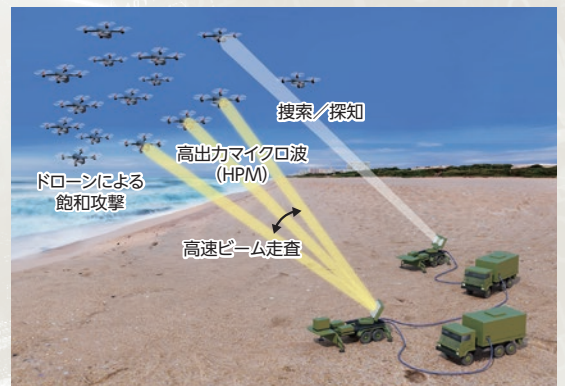 捜索／探知
高出力マイクロ波
（HPM）
ドローンによる
飽和攻撃
高速ビーム走査